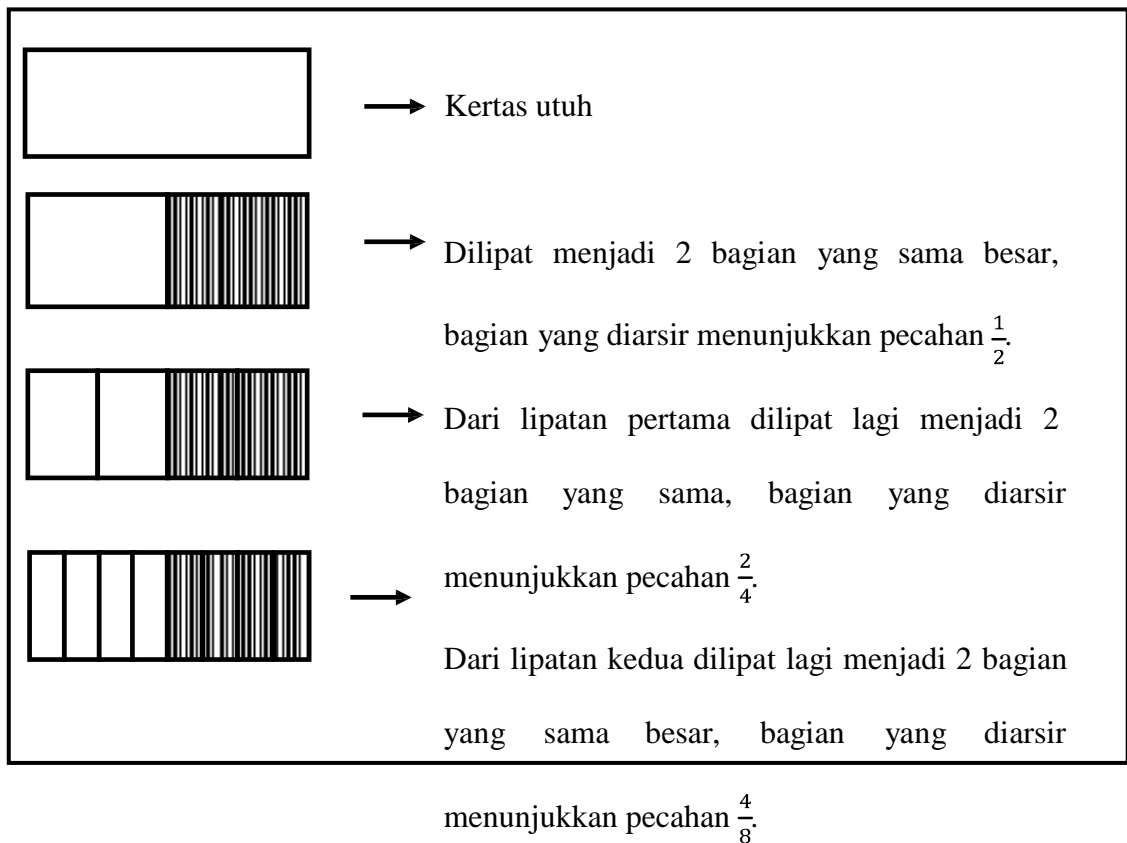 Kertas utuh
Dilipat menjadi 2 bagian yang sama besar,
bagian yang diarsir menunjukkan pecahan 1/2.
Dari lipatan pertama dilipat lagi menjadi 2
bagian yang sama, bagian yang diarsir
menunjukkan pecahan 2/4.
Dari lipatan kedua dilipat lagi menjadi 2 bagian
yang sama besar, bagian yang diarsir
menunjukkan pecahan 4/8.